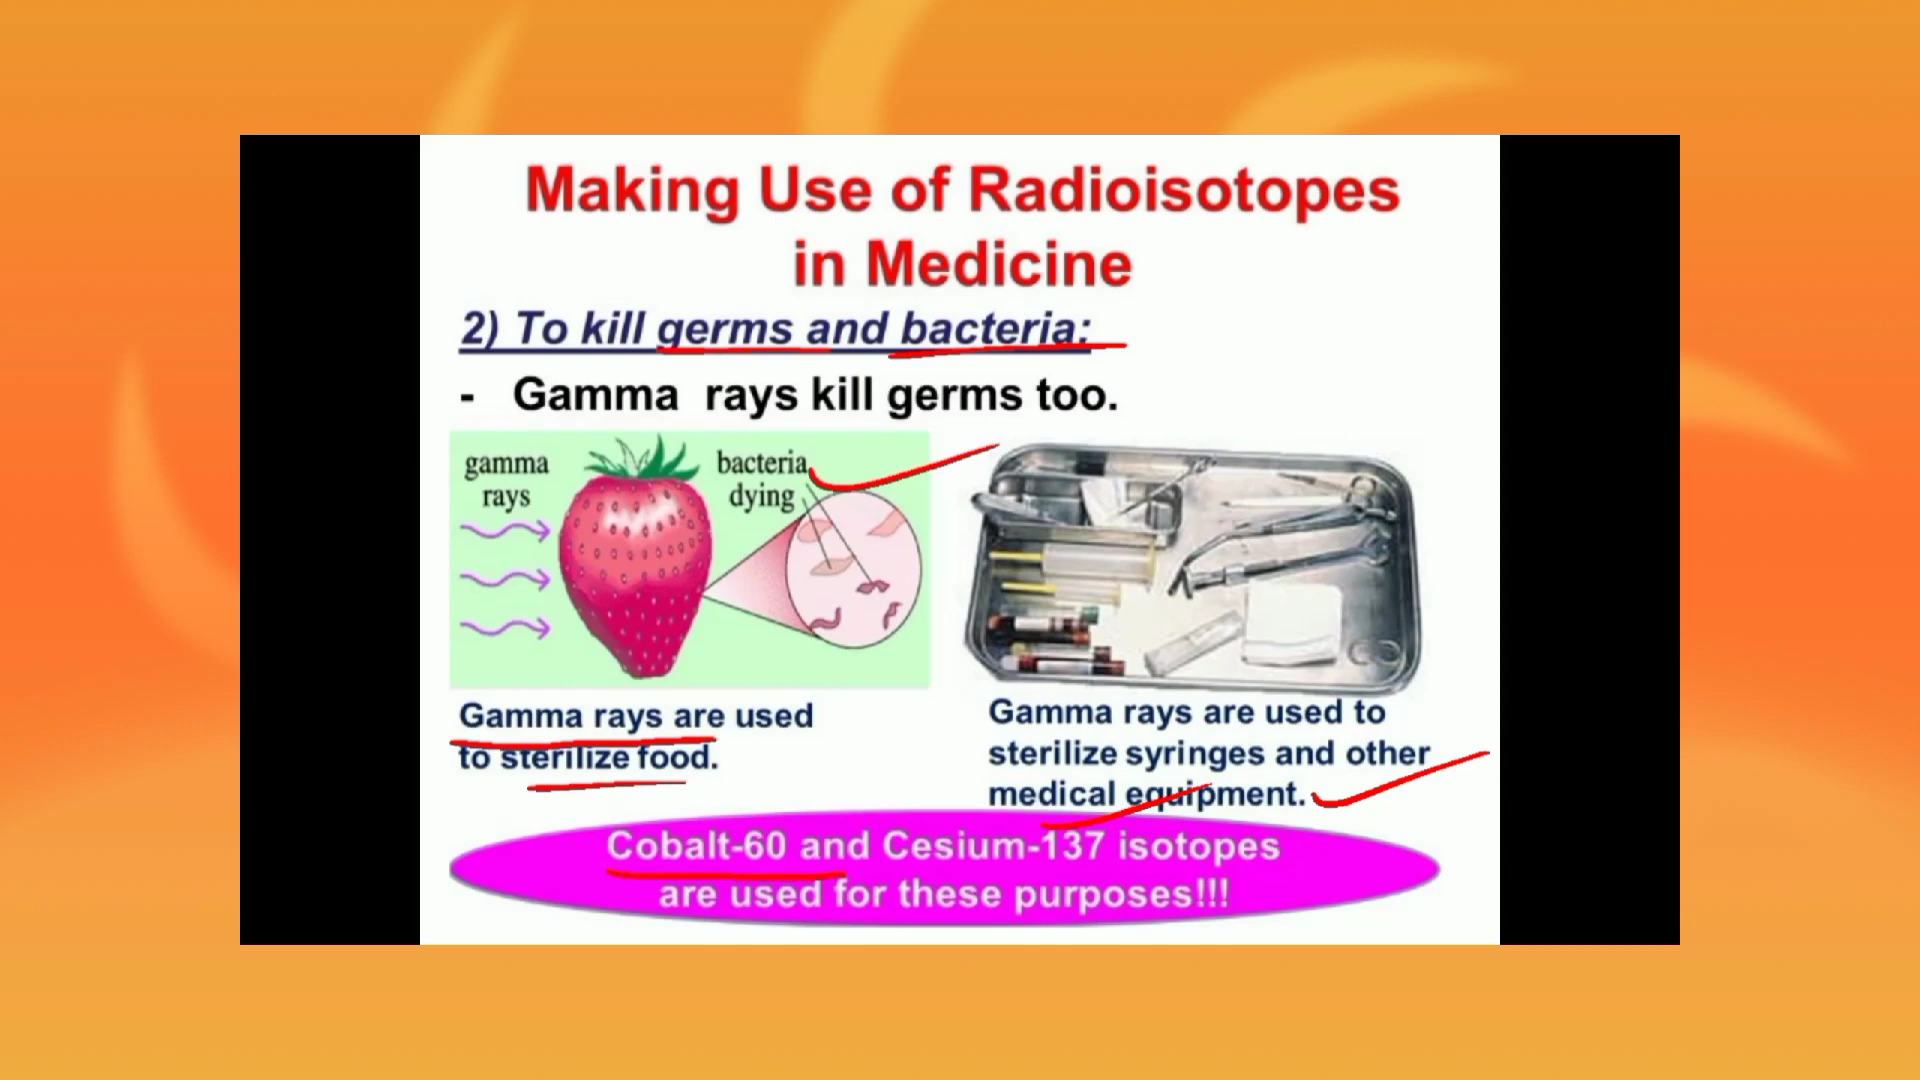 Making Use of Radioisotopes
in Medicine
2) To kill germs and bacteria:
- Gamma rays kill germs too.
gamma
rays
bacteria
dying
Gamma rays are used
to sterilize food.
Gamma rays are used to
sterilize syringes and other
medical equipment.
Cobalt-60 and Cesium-137 isotopes
are used for these purposes!!!